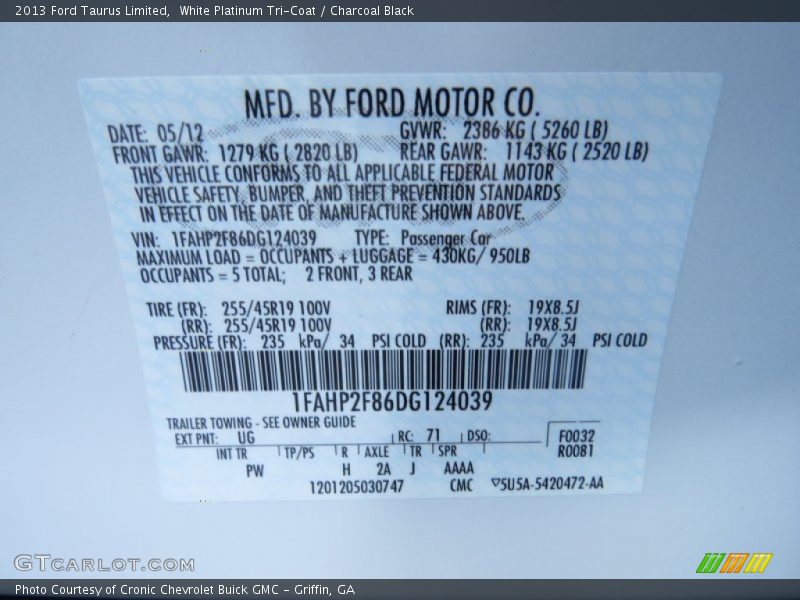 2013 Ford Taurus Limited, White Platinum Tri-Coat / Charcoal Black
MFD. BY FORD MOTOR CO.
DATE: 05/12 GVWR: 2386 KG ( 5260 LB)
FRONT GAWR: 1279 KG ( 2820 LB) REAR GAWR: 1143 KG ( 2520 LB)
THIS VEHICLE CONFORMS TO ALL APPLICABLE FEDERAL MOTOR
VEHICLE SAFETY, BUMPER, AND THEFT PREVENTION STANDARDS
IN EFFECT ON THE DATE OF MANUFACTURE SHOWN ABOVE.
VIN: 1FAHP2F86DG124039 TYPE: Passenger Car
MAXIMUM LOAD = OCCUPANTS + LUGGAGE = 430KG/ 950LB
OCCUPANTS = 5 TOTAL; 2 FRONT, 3 REAR
TIRE (FR): 255/45R19 100V RIMS (FR): 19X8.5J
(RR): 255/45R19 100V (RR): 19X8.5J
PRESSURE (FR): 235 kPa/ 34 PSI COLD (RR): 235 kPa/ 34 PSI COLD
1FAHP2F86DG124039
TRAILER TOWING - SEE OWNER GUIDE
EXT PNT: UG RC: 71 DSO: F0032
INT TR TP/PS R AXLE TR SPR R0081
PW H 2A J AAAA
1201205030747 CMC ▽5U5A-5420472-AA
GTCarLot.com
Photo Courtesy of Cronic Chevrolet Buick GMC - Griffin, GA